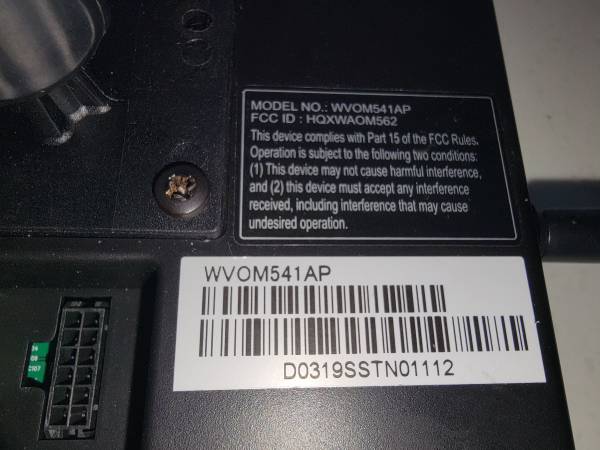 MODEL NO.: WVOM541AP
FCC ID : HQXWAOM562
This device complies with Part 15 of the FCC Rules.
Operation is subject to the following two conditions:
(1) This device may not cause harmful interference,
and (2) this device must accept any interference
received, including interference that may cause
undesired operation.
WVOM541AP
D0319SSTN01112